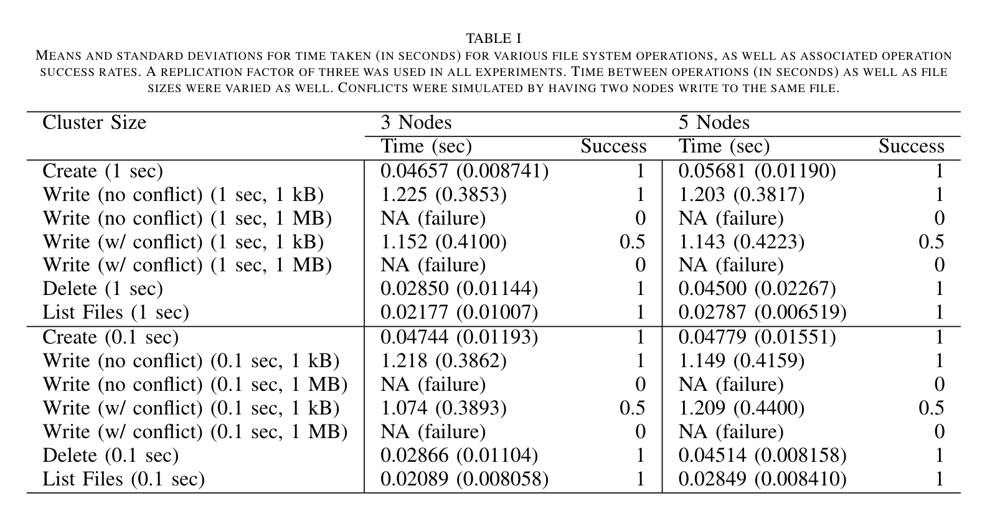 TABLE I
MEANS AND STANDARD DEVIATIONS FOR TIME TAKEN (IN SECONDS) FOR VARIOUS FILE SYSTEM OPERATIONS, AS WELL AS ASSOCIATED OPERATION
SUCCESS RATES. A REPLICATION FACTOR OF THREE WAS USED IN ALL EXPERIMENTS. TIME BETWEEN OPERATIONS (IN SECONDS) AS WELL AS FILE
SIZES WERE VARIED AS WELL. CONFLICTS WERE SIMULATED BY HAVING TWO NODES WRITE TO THE SAME FILE.
Cluster Size 3 Nodes 5 Nodes
Time (sec) Success Time (sec) Success
Create (1 sec) 0.04657 (0.008741) 1 0.05681 (0.01190) 1
Write (no conflict) (1 sec, 1 kB) 1.225 (0.3853) 1 1.203 (0.3817) 1
Write (no conflict) (1 sec, 1 MB) NA (failure) 0 NA (failure) 0
Write (w/ conflict) (1 sec, 1 kB) 1.152 (0.4100) 0.5 1.143 (0.4223) 0.5
Write (w/ conflict) (1 sec, 1 MB) NA (failure) 0 NA (failure) 0
Delete (1 sec) 0.02850 (0.01144) 1 0.04500 (0.02267) 1
List Files (1 sec) 0.02177 (0.01007) 1 0.02787 (0.006519) 1
Create (0.1 sec) 0.04744 (0.01193) 1 0.04779 (0.01551) 1
Write (no conflict) (0.1 sec, 1 kB) 1.218 (0.3862) 1 1.149 (0.4159) 1
Write (no conflict) (0.1 sec, 1 MB) NA (failure) 0 NA (failure) 0
Write (w/ conflict) (0.1 sec, 1 kB) 1.074 (0.3893) 0.5 1.209 (0.4400) 0.5
Write (w/ conflict) (0.1 sec, 1 MB) NA (failure) 0 NA (failure) 0
Delete (0.1 sec) 0.02866 (0.01104) 1 0.04514 (0.008158) 1
List Files (0.1 sec) 0.02089 (0.008058) 1 0.02849 (0.008410) 1